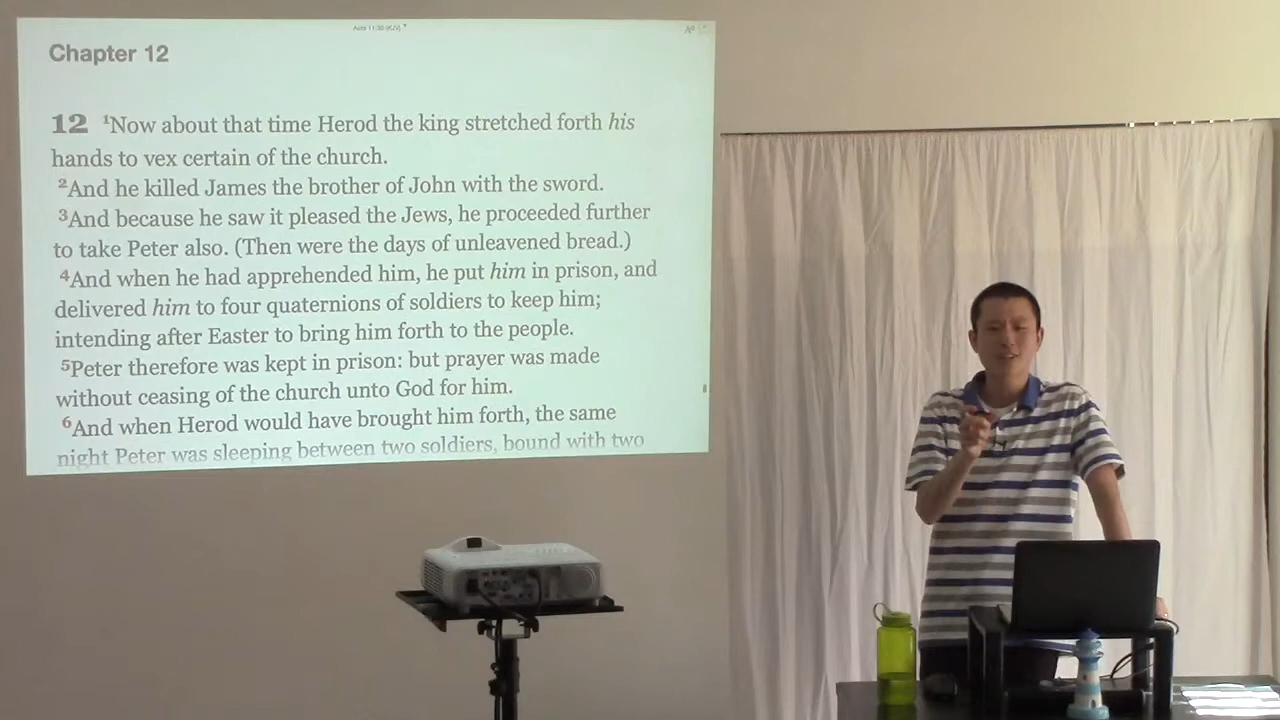 Acts 11:30 (KJV)
Chapter 12
12 1Now about that time Herod the king stretched forth his
hands to vex certain of the church.
2And he killed James the brother of John with the sword.
3And because he saw it pleased the Jews, he proceeded further
to take Peter also. (Then were the days of unleavened bread.)
4And when he had apprehended him, he put him in prison, and
delivered him to four quaternions of soldiers to keep him;
intending after Easter to bring him forth to the people.
5Peter therefore was kept in prison: but prayer was made
without ceasing of the church unto God for him.
6And when Herod would have brought him forth, the same
night Peter was sleeping between two soldiers, bound with two